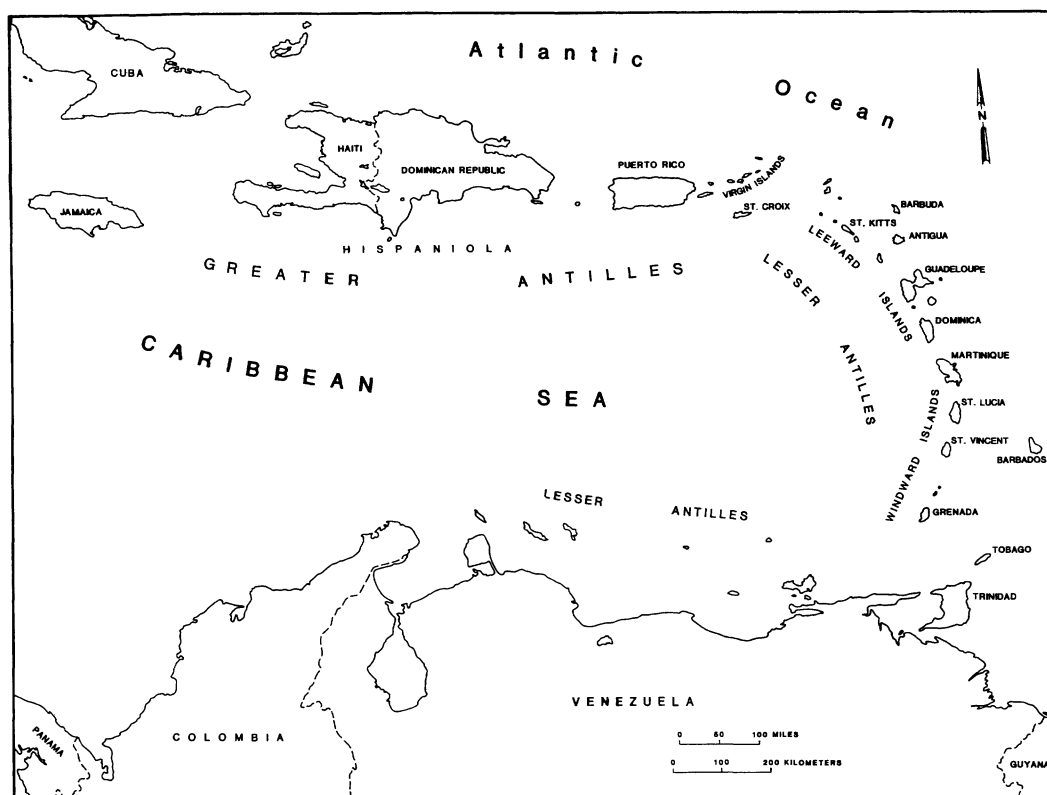 Atlantic Ocean
CUBA
N
HAITI
DOMINICAN REPUBLIC
PUERTO RICO
VIRGIN ISLANDS
ST. CROIX
JAMAICA
BARBUDA
ST. KITTS
ANTIGUA
LEEWARD ISLANDS
HISPANIOLA
GREATER ANTILLES
LESSER ANTILLES
GUADELOUPE
DOMINICA
CARIBBEAN SEA
MARTINIQUE
ST. LUCIA
ST. VINCENT
BARBADOS
WINDWARD ISLANDS
LESSER ANTILLES
GRENADA
TOBAGO
TRINIDAD
VENEZUELA
COLOMBIA
PANAMA
0 50 100 MILES
0 100 200 KILOMETERS
GUYANA